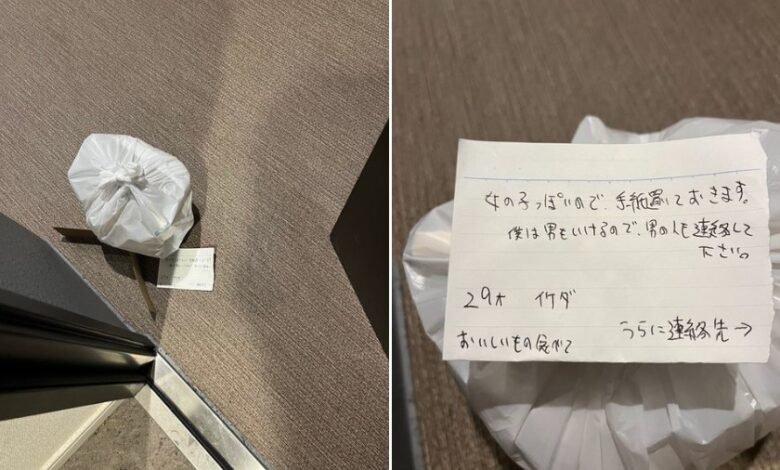 女の子っぽいので、手紙置いておきます。
僕は男もいけるので、男の人も連絡して
下さい。
29才 イケダ
おいしいもの食べて
うらに連絡先→